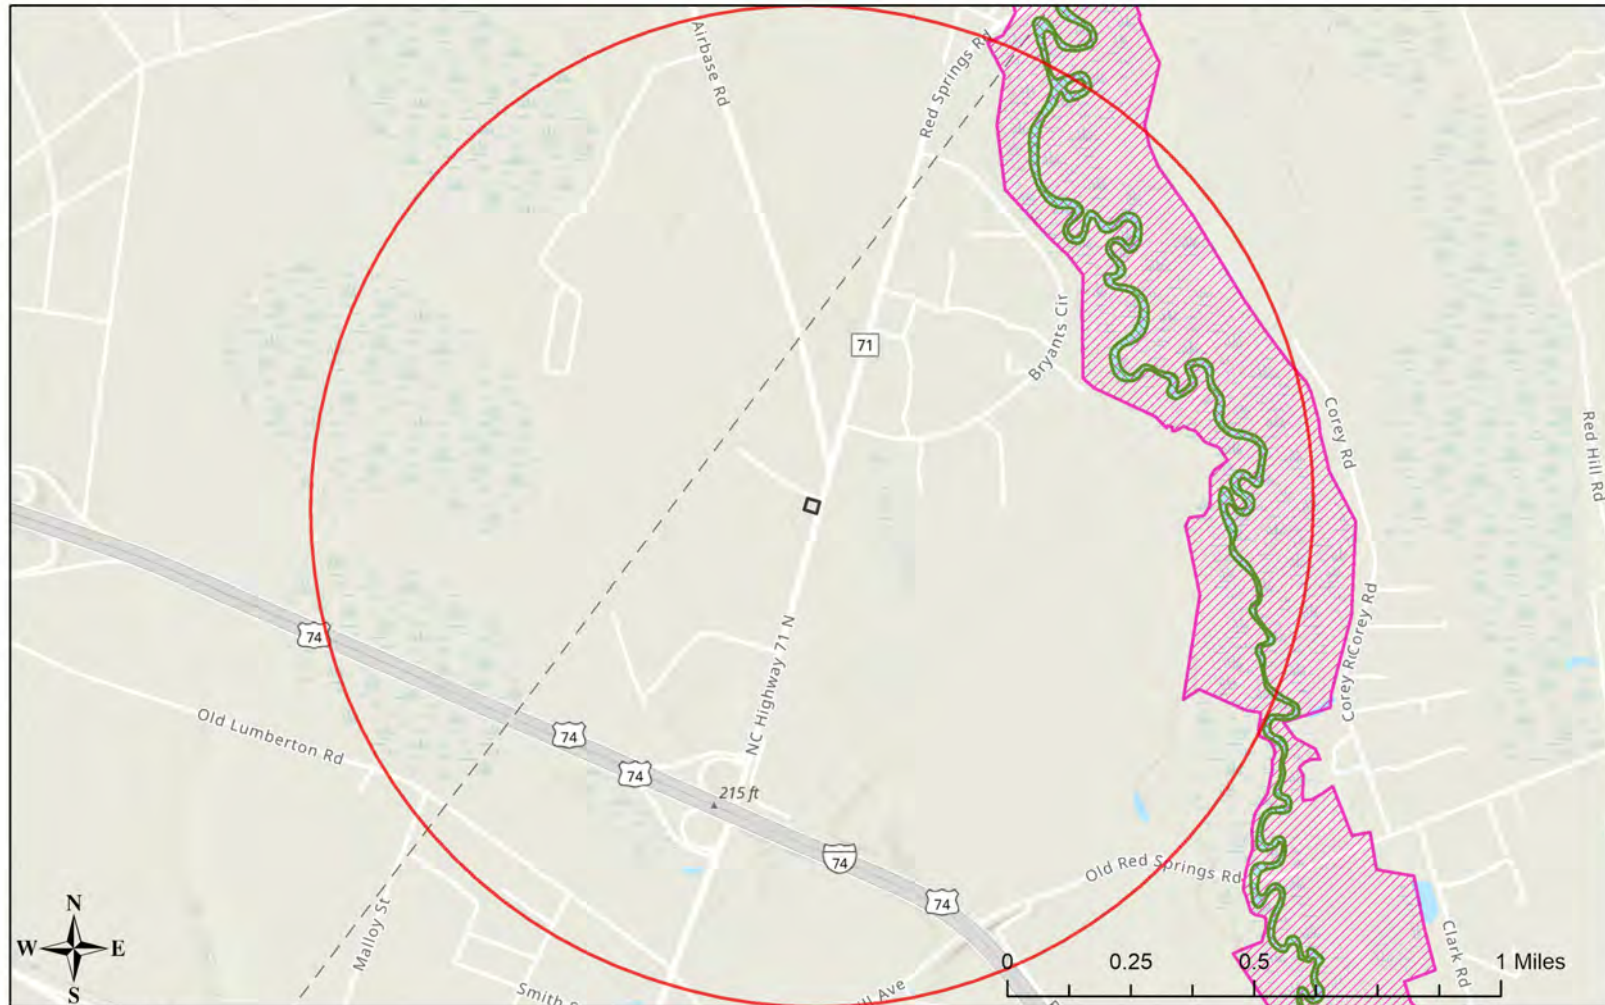 Airbase Rd
Red Springs Rd
71
Bryants Cir
Corey Rd
Red Hill Rd
74
NC Highway 71 N
Corey Rd
Corey R
Old Lumberton Rd
74
74
215 ft
74
Old Red Springs Rd
74
Malloy St
Clark Rd
N
W E
S
0 0.25 0.5 1 Miles
Smith
Ave